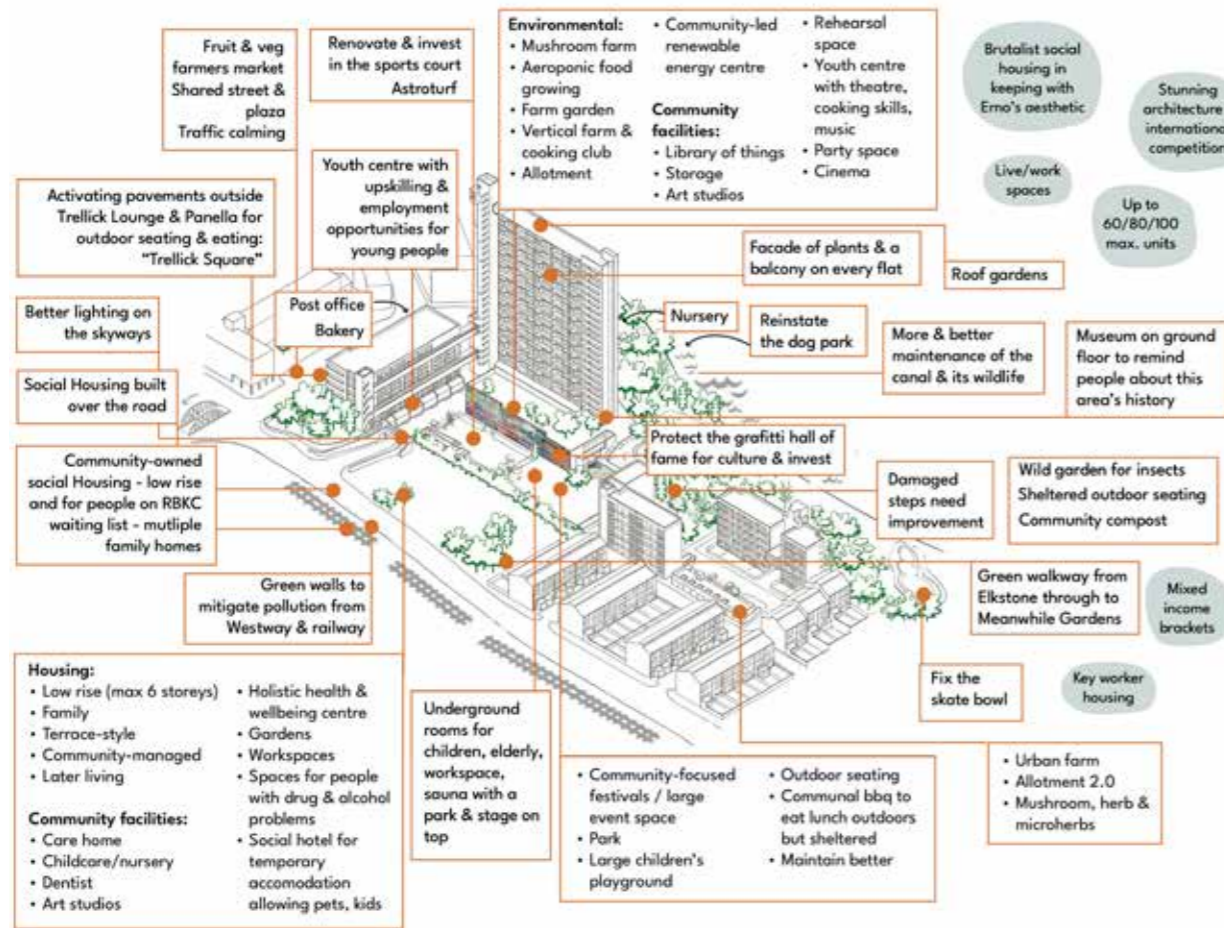 Fruit & veg
farmers market
Shared street &
plaza
Traffic calming
Renovate & invest
in the sports court
Astroturf
Environmental:
• Mushroom farm
• Aeroponic food
growing
• Farm garden
• Vertical farm &
cooking club
• Allotment
• Community-led
renewable
energy centre
Community
facilities:
• Library of things
• Storage
• Art studios
• Rehearsal
space
• Youth centre
with theatre,
cooking skills,
music
• Party space
• Cinema
Brutalist social
housing in
keeping with
Erno's aesthetic
Stunning
architecture
international
competition
Live/work
spaces
Up to
60/80/100
max. units
Activating pavements outside
Trellick Lounge & Panella for
outdoor seating & eating:
"Trellick Square"
Youth centre with
upskilling &
employment
opportunities for
young people
Facade of plants & a
balcony on every flat
Roof gardens
Better lighting on
the skyways
Post office
Bakery
Nursery
Reinstate
the dog park
More & better
maintenance of the
canal & its wildlife
Museum on ground
floor to remind
people about this
area's history
Social Housing built
over the road
Community-owned
social Housing - low rise
and for people on RBKC
waiting list - mutliple
family homes
Protect the grafitti hall of
fame for culture & invest
Damaged
steps need
improvement
Wild garden for insects
Sheltered outdoor seating
Community compost
Green walls to
mitigate pollution from
Westway & railway
Green walkway from
Elkstone through to
Meanwhile Gardens
Mixed
income
brackets
Fix the
skate bowl
Key worker
housing
Housing:
• Low rise (max 6 storeys)
• Family
• Terrace-style
• Community-managed
• Later living
Community facilities:
• Care home
• Childcare/nursery
• Dentist
• Art studios
• Holistic health &
wellbeing centre
• Gardens
• Workspaces
• Spaces for people
with drug & alcohol
problems
• Social hotel for
temporary
accomodation
allowing pets, kids
Underground
rooms for
children, elderly,
workspace,
sauna with a
park & stage on
top
• Community-focused
festivals / large
event space
• Park
• Large children's
playground
• Outdoor seating
• Communal bbq to
eat lunch outdoors
but sheltered
• Maintain better
• Urban farm
• Allotment 2.0
• Mushroom, herb &
microherbs